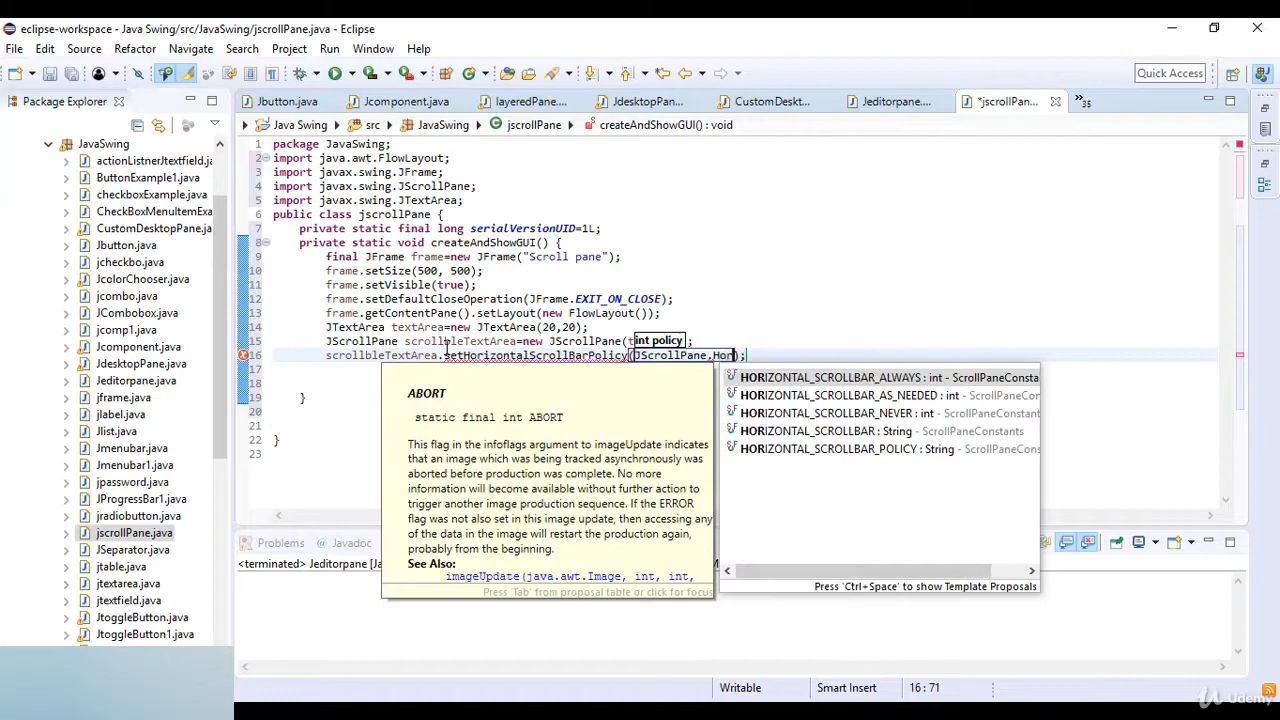 eclipse-workspace - Java Swing/src/JavaSwing/jscrollPane.java - Eclipse
File Edit Source Refactor Navigate Search Project Run Window Help
Quick Access
Package Explorer
Jbutton.java Jcomponent.java layeredPane.... JdesktopPan... CustomDeskt... Jeditorpane.... *jscrollPan... 35
Java Swing src JavaSwing jscrollPane createAndShowGUI() : void
JavaSwing
actionListnerJtextfield.ja
ButtonExample1.java
checkboxExample.java
CheckBoxMenuItemExa
CustomDesktopPane.ja
Jbutton.java
jcheckbo.java
JcolorChooser.java
jcombo.java
JCombobox.java
jcomp1.java
Jcomponent.java
Jdesktopane.java
Jeditorpane.java
jframe.java
jlabel.java
Jlist.java
Jmenubar.java
Jmenubar1.java
jpassword.java
JProgressBar1.java
jradiobutton.java
jscrollPane.java
JSeparator.java
jtable.java
jtextarea.java
jtextfield.java
JtoggleButton.java
JtoggleButton1.java
1 package JavaSwing;
2 import java.awt.FlowLayout;
3 import javax.swing.JFrame;
4 import javax.swing.JScrollPane;
5 import javax.swing.JTextArea;
6 public class jscrollPane {
7 private static final long serialVersionUID=1L;
8 private static void createAndShowGUI() {
9 final JFrame frame=new JFrame("Scroll pane");
10 frame.setSize(500, 500);
11 frame.setVisible(true);
12 frame.setDefaultCloseOperation(JFrame.EXIT_ON_CLOSE);
13 frame.getContentPane().setLayout(new FlowLayout());
14 JTextArea textArea=new JTextArea(20,20);
15 JScrollPane scrollbleTextArea=new JScrollPane(t int policy ;
16 scrollbleTextArea.setHorizontalScrollBarPolicy(JScrollPane.Hor);
17
18
19 }
20
21
22 }
23
ABORT
static final int ABORT
This flag in the infoflags argument to imageUpdate indicates
that an image which was being tracked asynchronously was
aborted before production was complete. No more
information will become available without further action to
trigger another image production sequence. If the ERROR
flag was not also set in this image update, then accessing any
of the data in the image will restart the production again,
probably from the beginning.
See Also:
imageUpdate(java.awt.Image, int, int,
Press 'Tab' from proposal table or click for focus
HORIZONTAL_SCROLLBAR_ALWAYS : int - ScrollPaneConsta
HORIZONTAL_SCROLLBAR_AS_NEEDED : int - ScrollPaneCon
HORIZONTAL_SCROLLBAR_NEVER : int - ScrollPaneConstant
HORIZONTAL_SCROLLBAR : String - ScrollPaneConstants
HORIZONTAL_SCROLLBAR_POLICY : String - ScrollPaneCons
Press 'Ctrl+Space' to show Template Proposals
Problems Javadoc
<terminated> Jeditorpane [Ja
Writable Smart Insert 16 : 71
Udemy